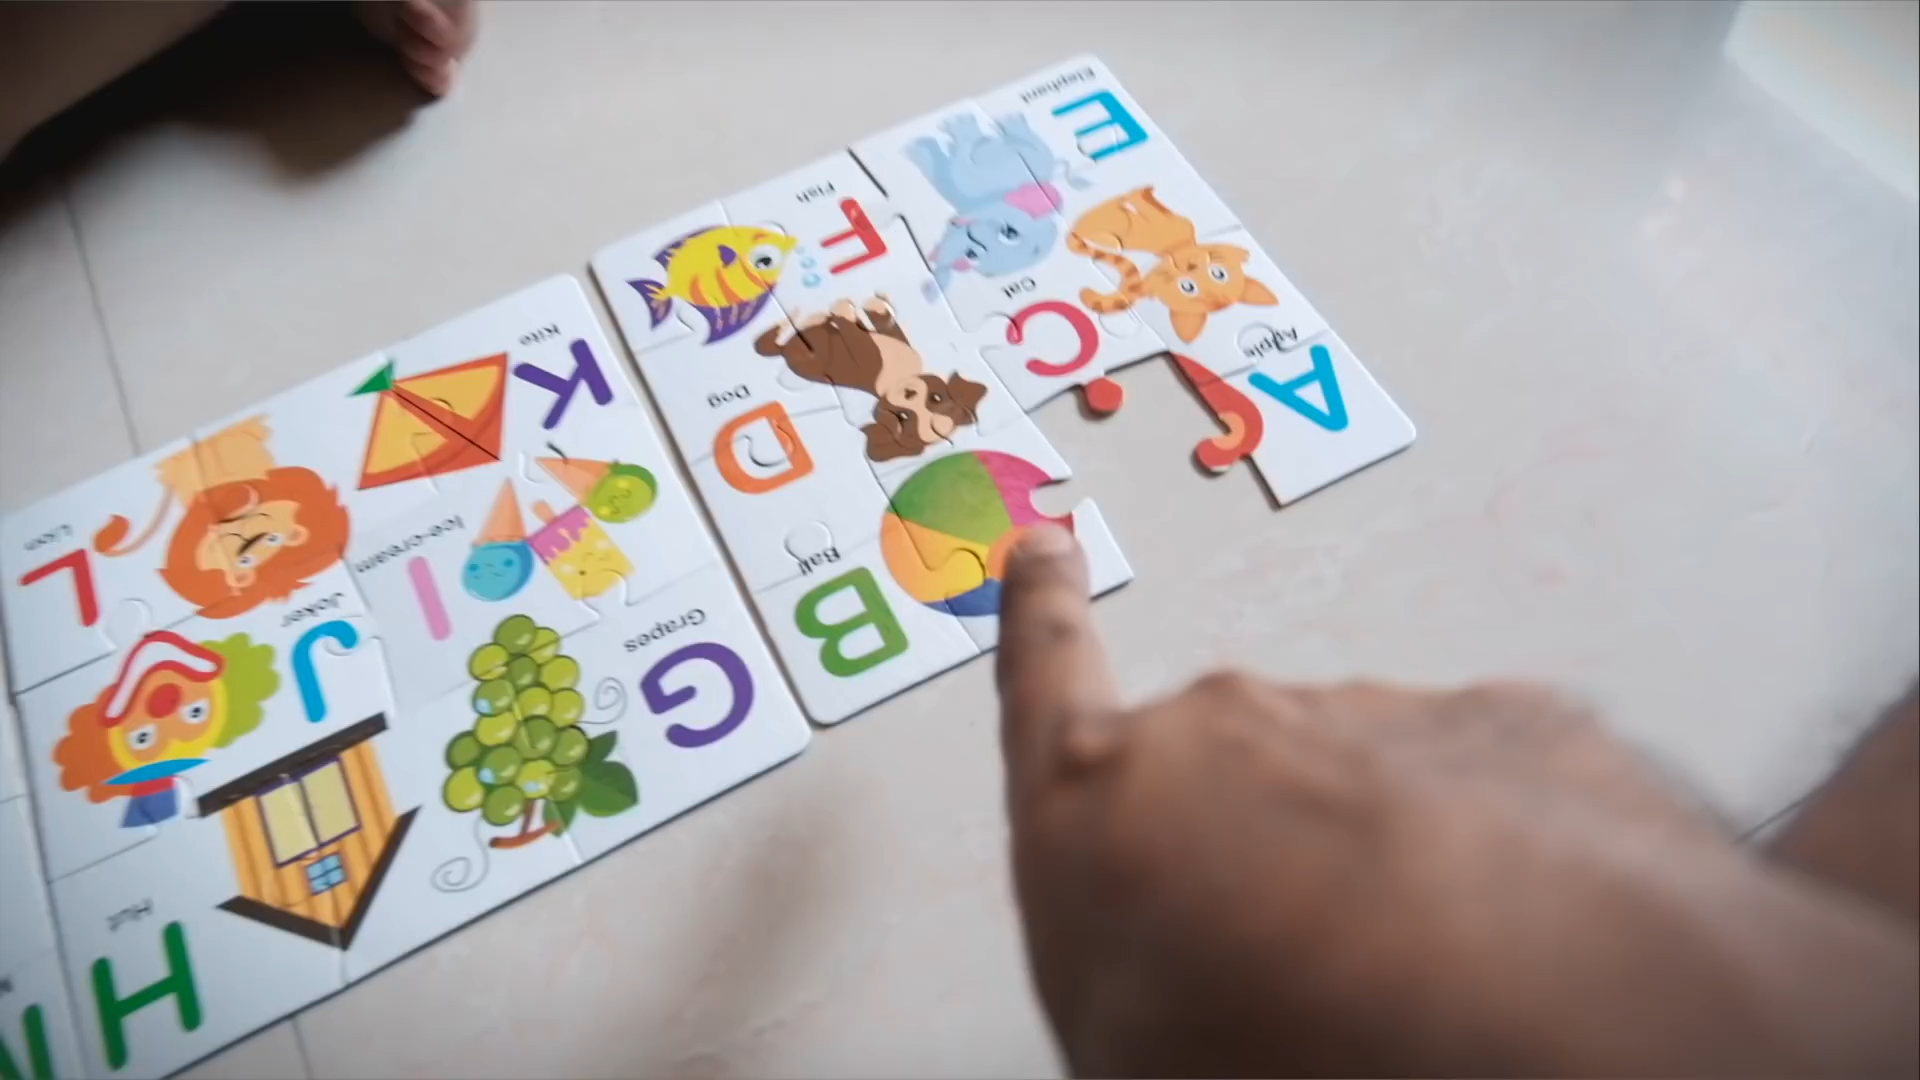 A
Apple
B
Ball
C
Cat
D
Dog
E
Elephant
F
Fish
G
Grapes
H
Hut
I
Ice-cream
J
Joker
K
Kite
L
Lion